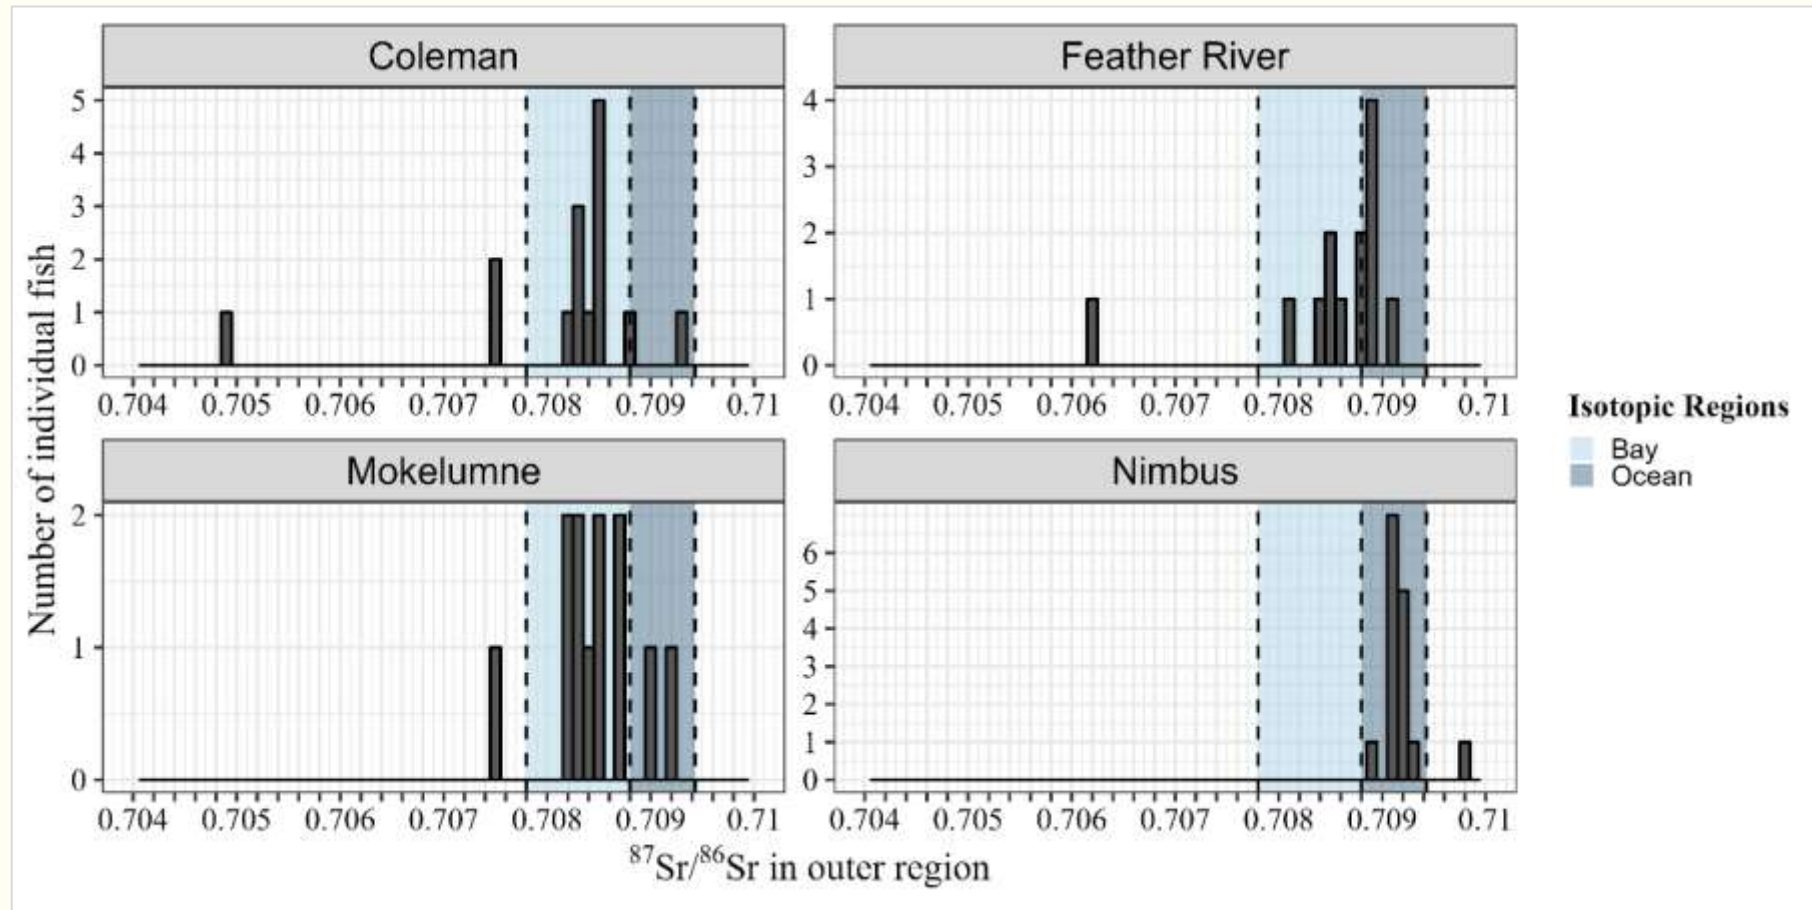 Coleman
Feather River
5
4
3
2
1
0
4
3
2
1
0
0.704 0.705 0.706 0.707 0.708 0.709 0.71
0.704 0.705 0.706 0.707 0.708 0.709 0.71
Number of individual fish
Mokelumne
Nimbus
2
1
0
6
5
4
3
2
1
0
0.704 0.705 0.706 0.707 0.708 0.709 0.71
0.704 0.705 0.706 0.707 0.708 0.709 0.71
⁸⁷Sr/⁸⁶Sr in outer region
Isotopic Regions
Bay
Ocean